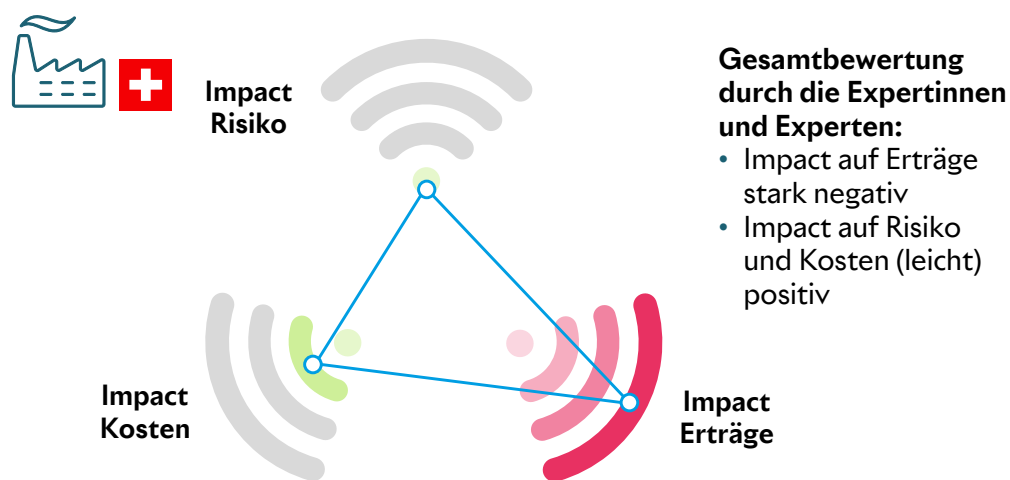 Impact
Risiko
Gesamtbewertung
durch die Expertinnen
und Experten:
• Impact auf Erträge
stark negativ
• Impact auf Risiko
und Kosten (leicht)
positiv
Impact
Kosten
Impact
Erträge